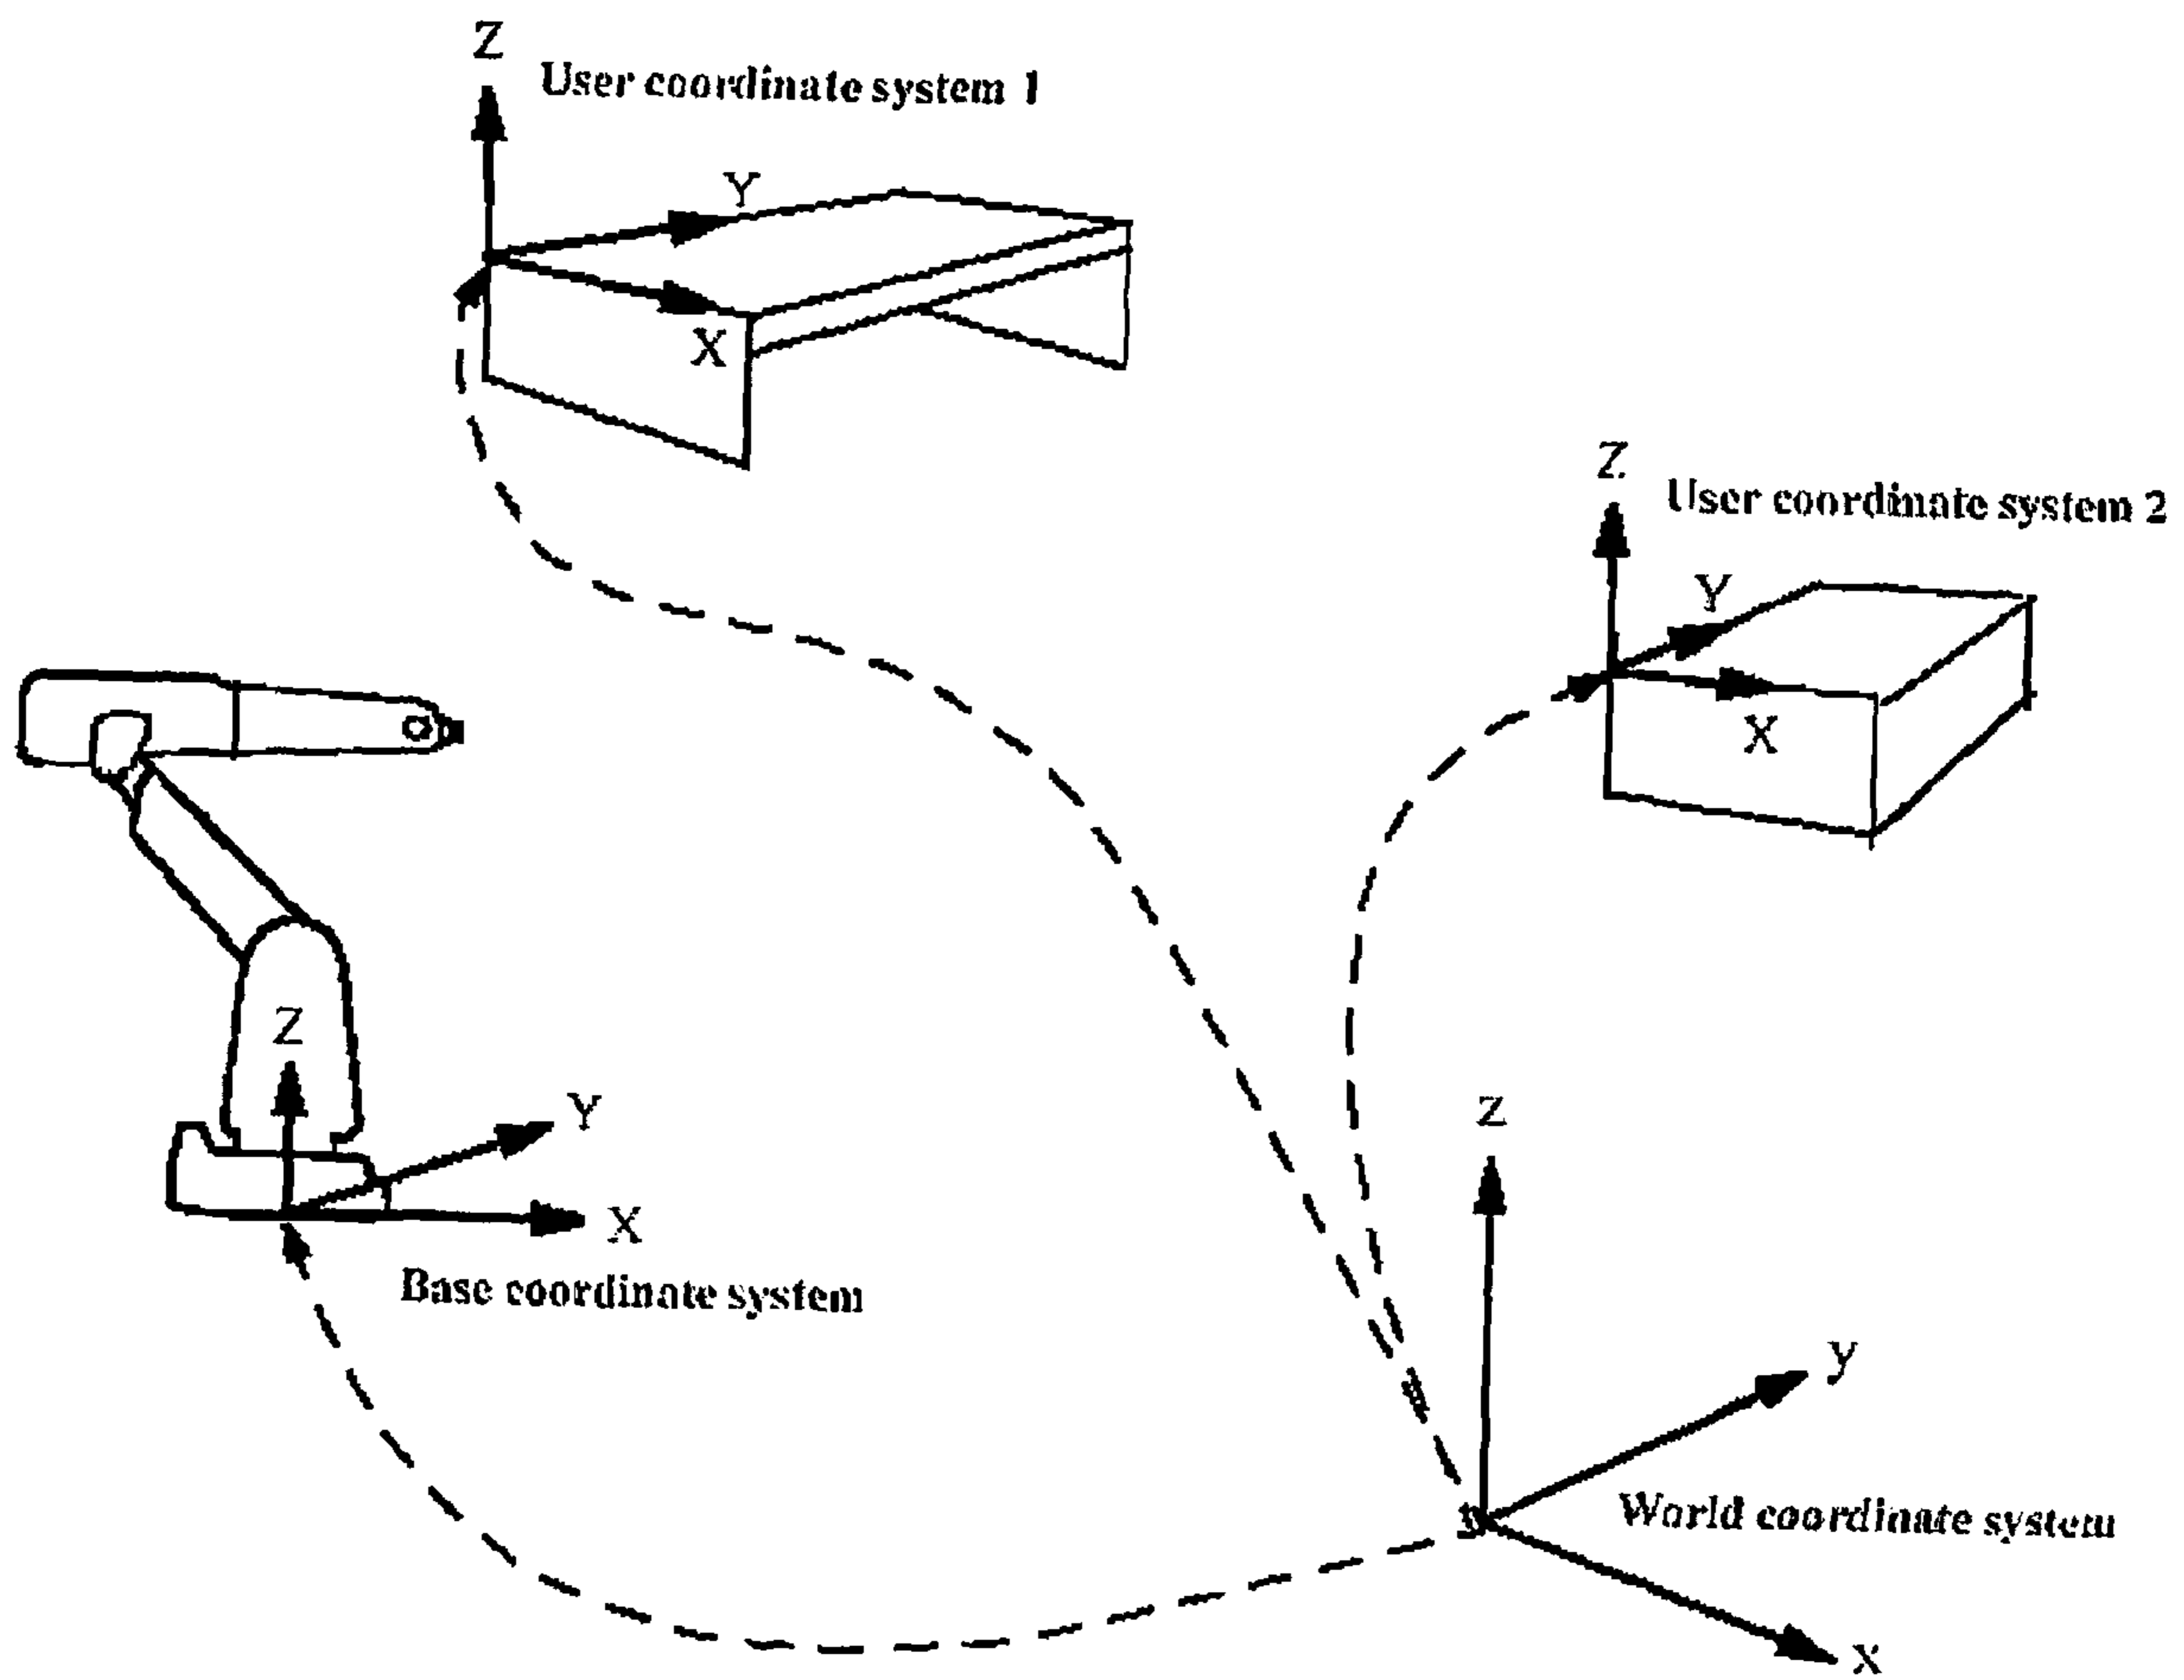 Z
User coordinate system 1
Y
X
Z
User coordinate system 2
Y
X
Z
Y
X
Base coordinate system
z
y
World coordinate system
x